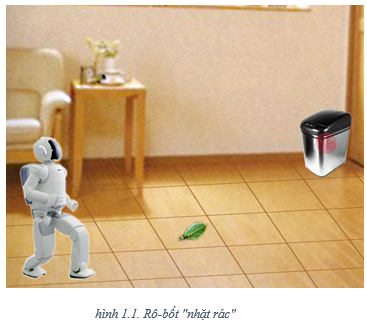 hình 1.1. Rô-bốt "nhặt rác"